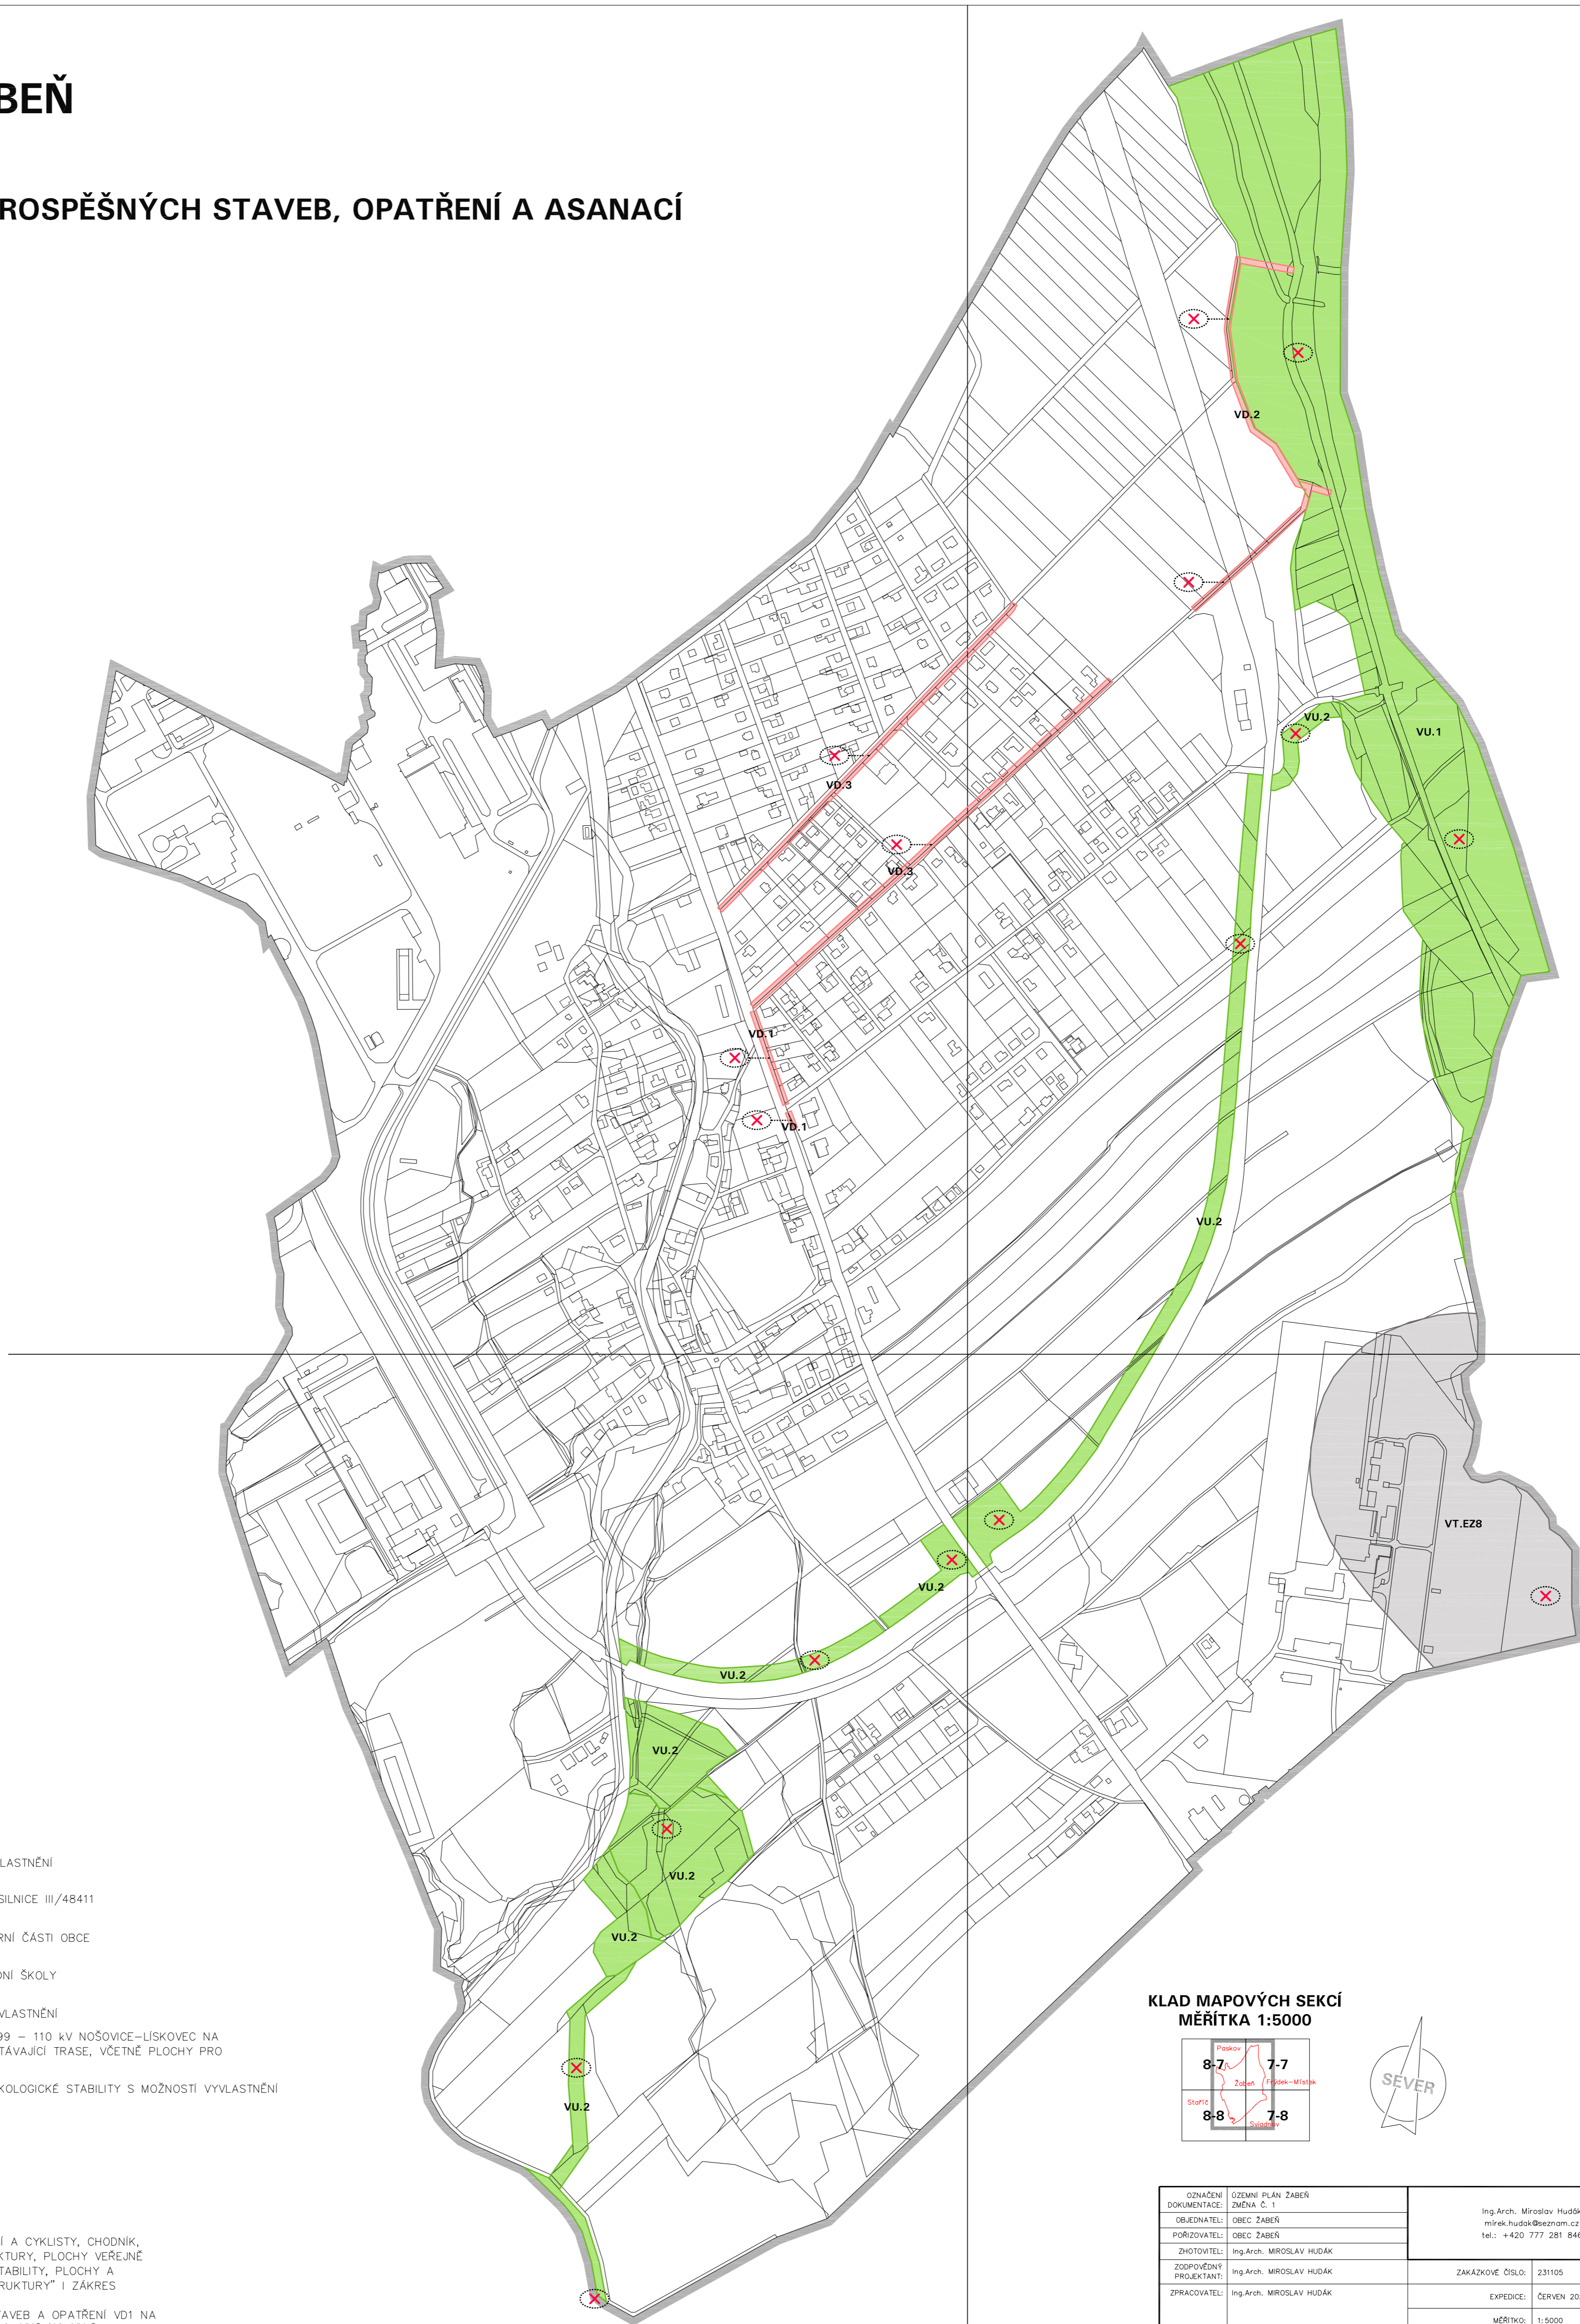 BEŇ
ROSPĚŠNÝCH STAVEB, OPATŘENÍ A ASANACÍ
VD.2
VU.2
VU.1
VD.3
VD.3
VD.1
VD.1
VU.2
VT.EZ8
VU.2
VU.2
VU.2
VU.2
VU.2
VU.2
LASTNĚNÍ
SILNICE III/48411
RNÍ ČÁSTI OBCE
DNÍ ŠKOLY
VLASTNĚNÍ
99 – 110 kV NOŠOVICE–LÍSKOVEC NA
TÁVAJÍCÍ TRASE, VČETNĚ PLOCHY PRO
KOLOGICKÉ STABILITY S MOŽNOSTÍ VYVLASTNĚNÍ
Í A CYKLISTY, CHODNÍK,
KTURY, PLOCHY VEŘEJNĚ
TABILITY, PLOCHY A
RUKTURY" I ZÁKRES
TAVEB A OPATŘENÍ VD1 NA
KLAD MAPOVÝCH SEKCÍ
MĚŘÍTKA 1:5000
Paskov
8-7
7-7
Žabeň
Frýdek-Místek
Staříč
8-8
7-8
Sviadnov
SEVER
OZNAČENÍ DOKUMENTACE: ÚZEMNÍ PLÁN ŽABEŇ
ZMĚNA Č. 1
OBJEDNATEL: OBEC ŽABEŇ
POŘIZOVATEL: OBEC ŽABEŇ
ZHOTOVITEL: Ing.Arch. MIROSLAV HUDÁK
ZODPOVĚDNÝ PROJEKTANT: Ing.Arch. MIROSLAV HUDÁK
ZPRACOVATEL: Ing.Arch. MIROSLAV HUDÁK
Ing.Arch. Miroslav Hudák
mirek.hudak@seznam.cz
tel.: +420 777 281 846
ZAKÁZKOVÉ ČÍSLO: 231105
EXPEDICE: ČERVEN 20
MĚŘÍTKO: 1:5000